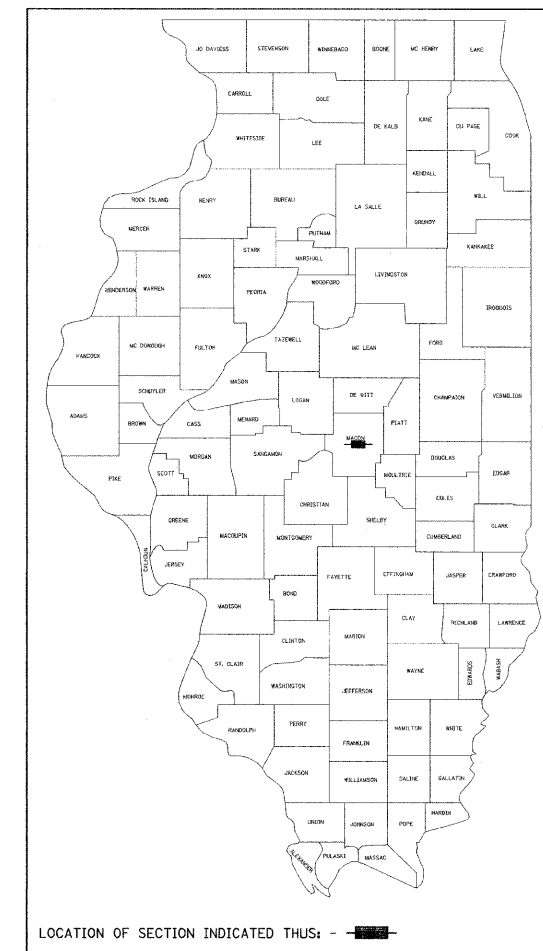 JO DAVIESS STEVENSON WINNEBAGO BOONE MC HENRY LAKE
CARROLL OGLE
DE KALB KANE DU PAGE COOK
WHITESIDE LEE
KENDALL
ROCK ISLAND HENRY BUREAU LA SALLE WILL
GRUNDY
MERCER PUTNAM
STARK MARSHALL KANKAKEE
KNOX LIVINGSTON
HENDERSON WARREN PEORIA WOODFORD
IROQUOIS
HANCOCK MC DONOUGH FULTON TAZEWELL MC LEAN FORD
MASON
SCHUYLER LOGAN DE WITT CHAMPAIGN VERMILION
ADAMS BROWN CASS MENARD PIATT
MACON
MORGAN SANGAMON DOUGLAS
PIKE SCOTT MOULTRIE EDGAR
CHRISTIAN COLES
GREENE MACOUPIN SHELBY CLARK
MONTGOMERY CUMBERLAND
CALHOUN JERSEY
FAYETTE EFFINGHAM JASPER CRAWFORD
MADISON BOND
CLAY RICHLAND LAWRENCE
CLINTON MARION
ST. CLAIR WAYNE EDWARDS WABASH
WASHINGTON JEFFERSON
MONROE
RANDOLPH PERRY HAMILTON WHITE
FRANKLIN
JACKSON WILLIAMSON SALINE GALLATIN
HARDIN
UNION JOHNSON POPE
ALEXANDER PULASKI MASSAC
LOCATION OF SECTION INDICATED THUS: -